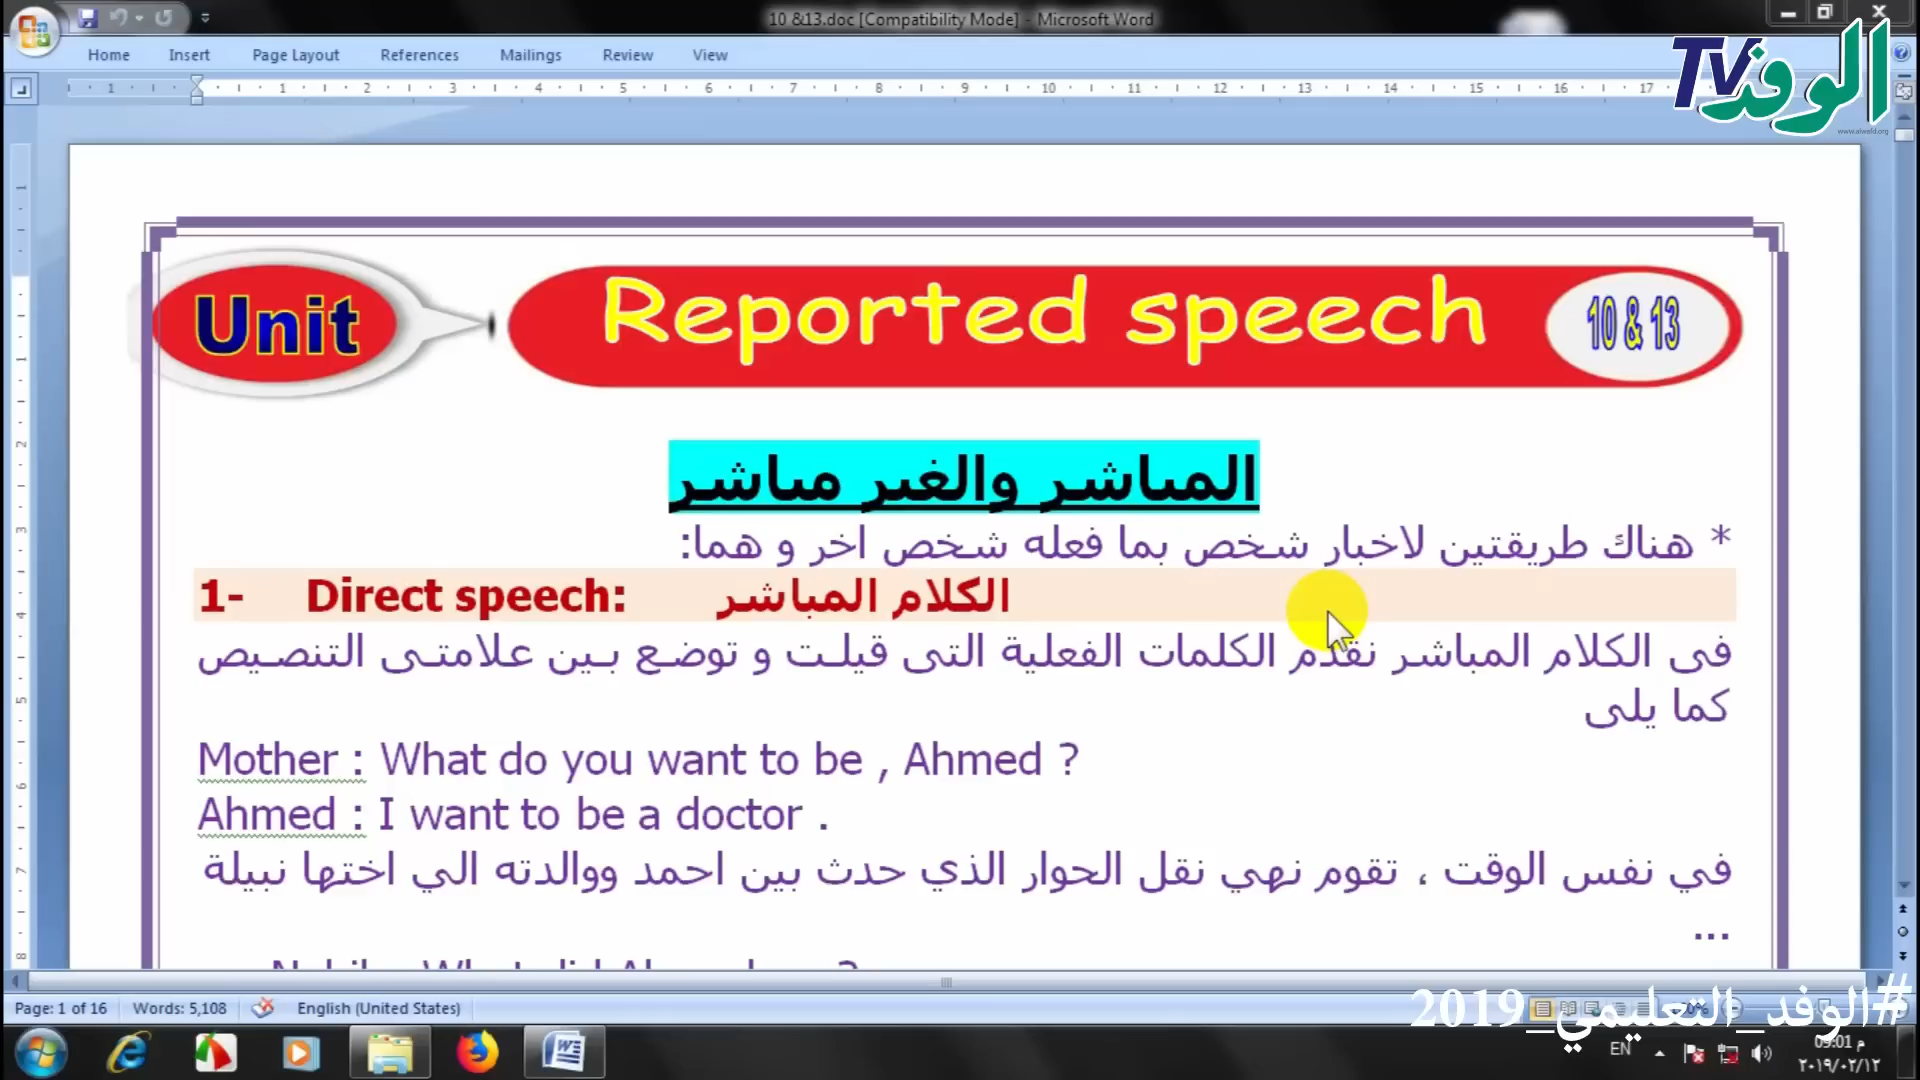 10 &13.doc [Compatibility Mode] - Microsoft Word
Home Insert Page Layout References Mailings Review View
TV الوفد
www.alwafd.org
Unit Reported speech 10 & 13
المباشر والغير مباشر
* هناك طريقتين لاخبار شخص بما فعله شخص اخر و هما:
1- Direct speech: الكلام المباشر
فى الكلام المباشر نقدم الكلمات الفعلية التى قيلت و توضع بين علامتى التنصيص
كما يلى
Mother : What do you want to be , Ahmed ?
Ahmed : I want to be a doctor .
في نفس الوقت ، تقوم نهي نقل الحوار الذي حدث بين احمد ووالدته الي اختها نبيلة
...
#الوفد_التعليمي_2019
Page: 1 of 16 Words: 5,108 English (United States)
EN
09:01 م
٢٠١٩/٠٢/١٢